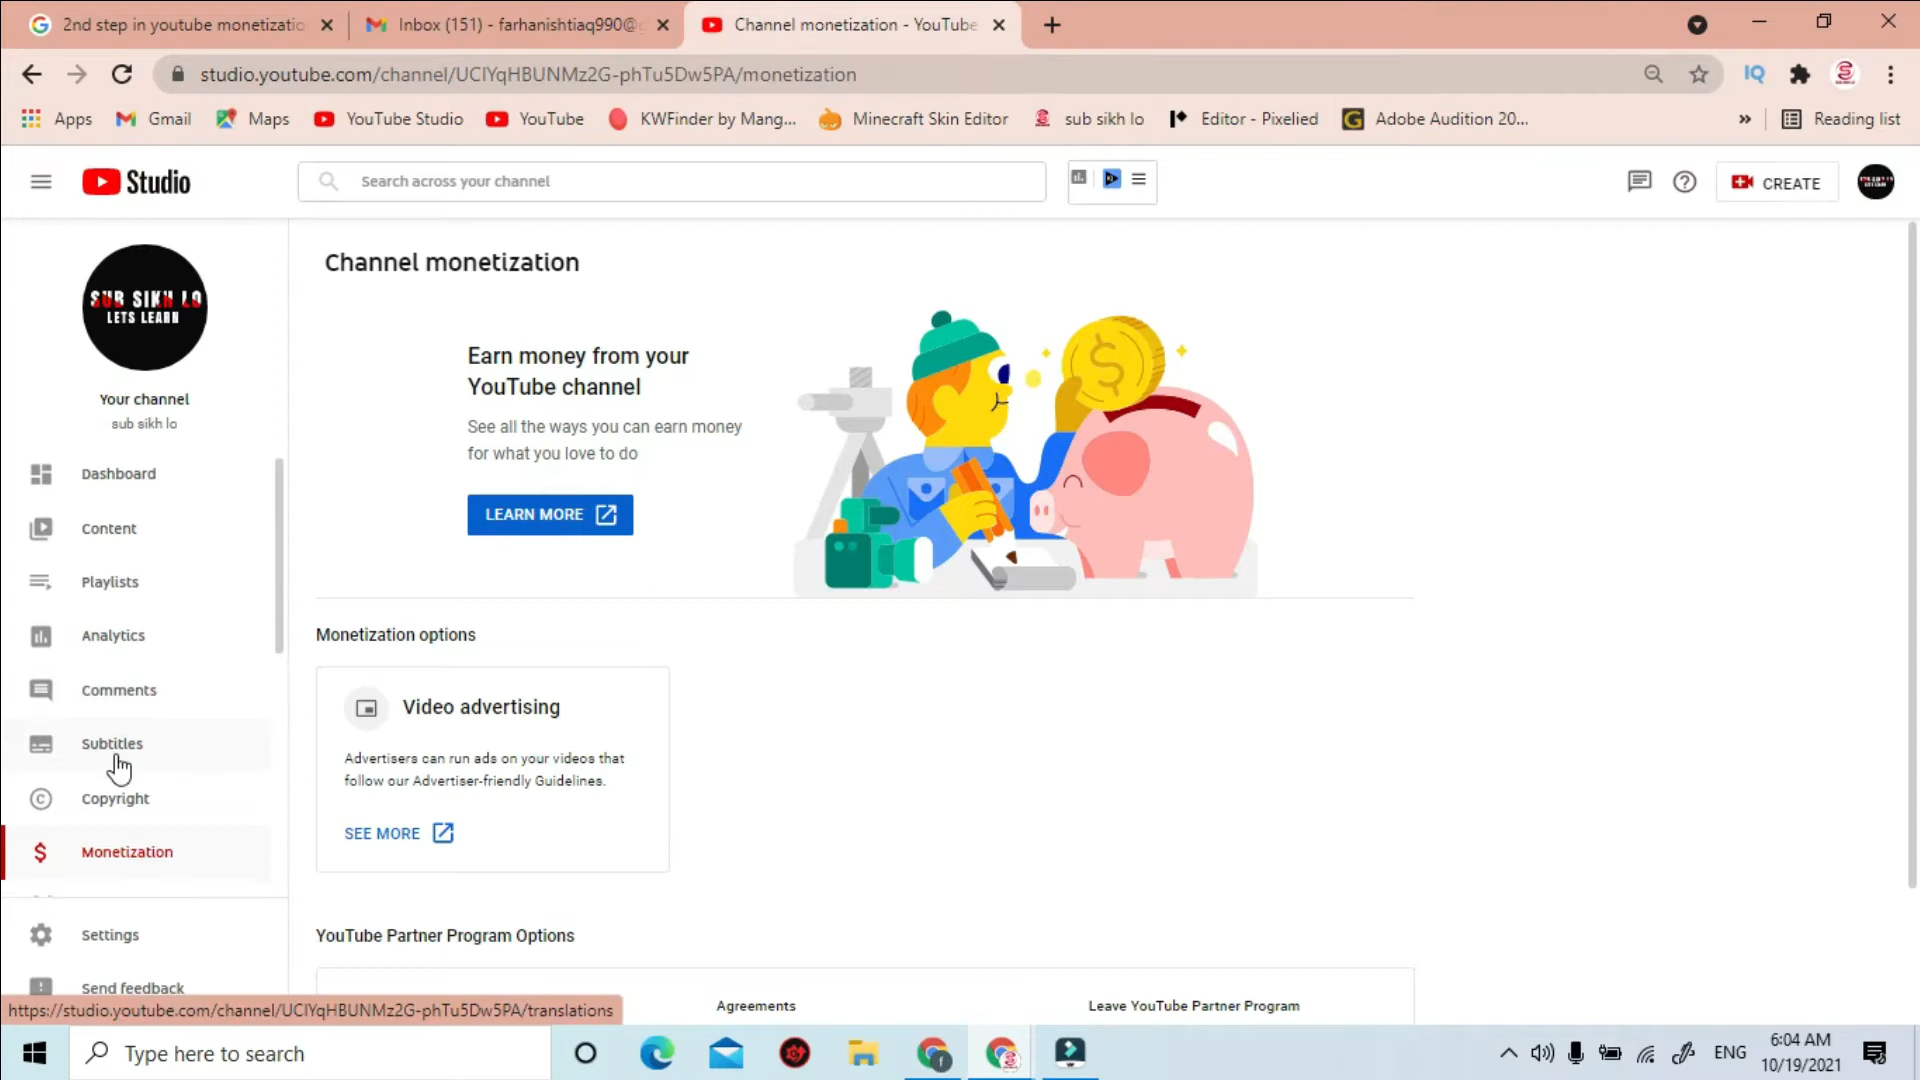 2nd step in youtube monetizatio
Inbox (151) - farhanishtiaq990@g
Channel monetization - YouTube
studio.youtube.com/channel/UCIYqHBUNMz2G-phTu5Dw5PA/monetization
IQ
Apps
Gmail
Maps
YouTube Studio
YouTube
KWFinder by Mang...
Minecraft Skin Editor
sub sikh lo
Editor - Pixelied
Adobe Audition 20...
»
Reading list
Studio
Search across your channel
CREATE
SUB SIKH LO
LETS LEARN
Your channel
sub sikh lo
Dashboard
Content
Playlists
Analytics
Comments
Subtitles
Copyright
Monetization
Settings
Send feedback
Channel monetization
Earn money from your
YouTube channel
See all the ways you can earn money
for what you love to do
LEARN MORE
Monetization options
Video advertising
Advertisers can run ads on your videos that
follow our Advertiser-friendly Guidelines.
SEE MORE
YouTube Partner Program Options
Agreements
Leave YouTube Partner Program
https://studio.youtube.com/channel/UCIYqHBUNMz2G-phTu5Dw5PA/translations
Type here to search
ENG
6:04 AM
10/19/2021